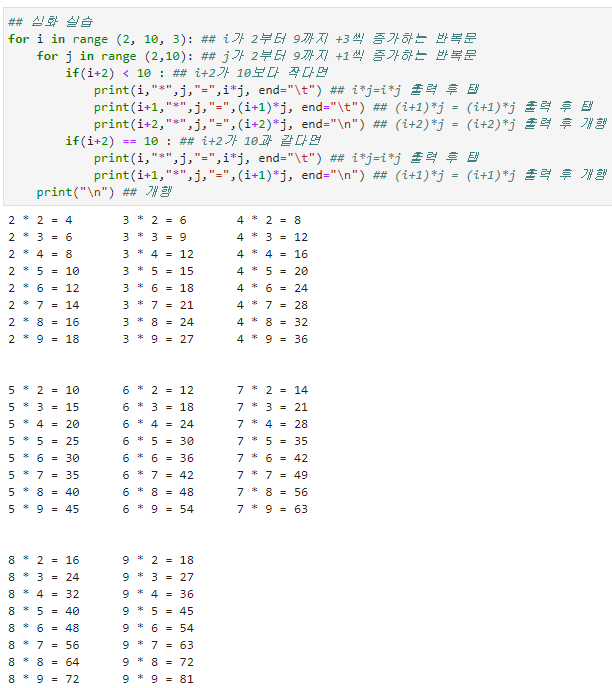 ## 심화 실습
for i in range (2, 10, 3): ## i가 2부터 9까지 +3씩 증가하는 반복문
    for j in range (2,10): ## j가 2부터 9까지 +1씩 증가하는 반복문
        if(i+2) < 10 : ## i+2가 10보다 작다면
            print(i,"*",j,"=",i*j, end="\t") ## i*j=i*j 출력 후 탭
            print(i+1,"*",j,"=",(i+1)*j, end="\t") ## (i+1)*j = (i+1)*j 출력 후 탭
            print(i+2,"*",j,"=",(i+2)*j, end="\n") ## (i+2)*j = (i+2)*j 출력 후 개행
        if(i+2) == 10 : ## i+2가 10과 같다면
            print(i,"*",j,"=",i*j, end="\t") ## i*j=i*j 출력 후 탭
            print(i+1,"*",j,"=",(i+1)*j, end="\n") ## (i+1)*j = (i+1)*j 출력 후 개행
    print("\n") ## 개행
2 * 2 = 4	3 * 2 = 6	4 * 2 = 8
2 * 3 = 6	3 * 3 = 9	4 * 3 = 12
2 * 4 = 8	3 * 4 = 12	4 * 4 = 16
2 * 5 = 10	3 * 5 = 15	4 * 5 = 20
2 * 6 = 12	3 * 6 = 18	4 * 6 = 24
2 * 7 = 14	3 * 7 = 21	4 * 7 = 28
2 * 8 = 16	3 * 8 = 24	4 * 8 = 32
2 * 9 = 18	3 * 9 = 27	4 * 9 = 36
5 * 2 = 10	6 * 2 = 12	7 * 2 = 14
5 * 3 = 15	6 * 3 = 18	7 * 3 = 21
5 * 4 = 20	6 * 4 = 24	7 * 4 = 28
5 * 5 = 25	6 * 5 = 30	7 * 5 = 35
5 * 6 = 30	6 * 6 = 36	7 * 6 = 42
5 * 7 = 35	6 * 7 = 42	7 * 7 = 49
5 * 8 = 40	6 * 8 = 48	7 * 8 = 56
5 * 9 = 45	6 * 9 = 54	7 * 9 = 63
8 * 2 = 16	9 * 2 = 18
8 * 3 = 24	9 * 3 = 27
8 * 4 = 32	9 * 4 = 36
8 * 5 = 40	9 * 5 = 45
8 * 6 = 48	9 * 6 = 54
8 * 7 = 56	9 * 7 = 63
8 * 8 = 64	9 * 8 = 72
8 * 9 = 72	9 * 9 = 81